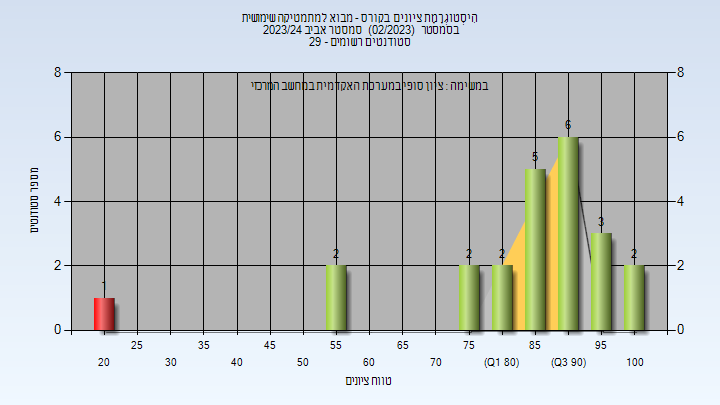 היסטוגרמת ציונים בקורס - מבוא למתמטיקה שימושית
בסמסטר (02/2023) סמסטר אביב 2023/24
סטודנטים רשומים - 29
במשימה : ציון סופי במערכת האקדמית במחשב המרכזי
8 8
6 6
4 4
2 2
0 0
מספר סטודנטים
1 2 2 2 5 6 3 2
25 35 45 55 65 75 85 95
20 30 40 50 60 70 (Q1 80) (Q3 90) 100
טווח ציונים